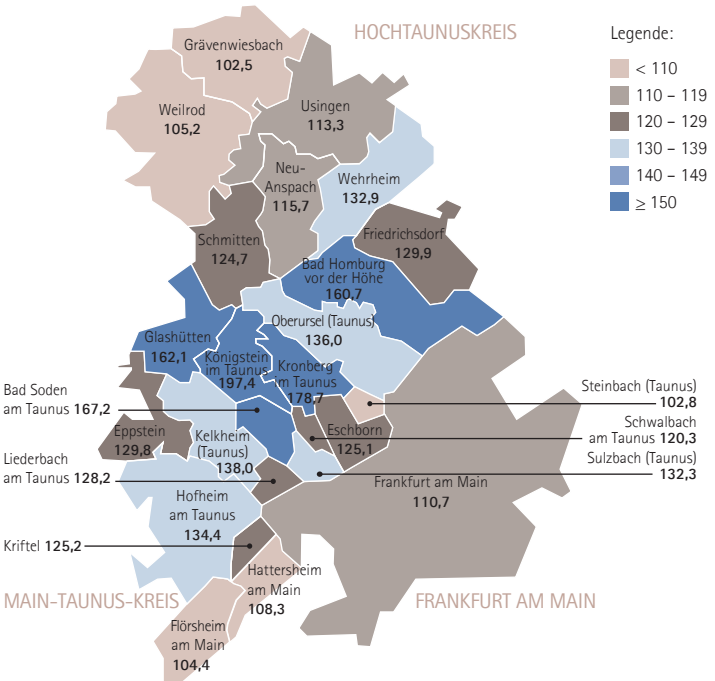 HOCHTAUNUSKREIS
Legende:
< 110
110 – 119
120 – 129
130 – 139
140 – 149
≥ 150
Grävenwiesbach
102,5
Weilrod
105,2
Usingen
113,3
Neu-
Anspach
115,7
Wehrheim
132,9
Schmitten
124,7
Friedrichsdorf
129,9
Bad Homburg
vor der Höhe
160,7
Oberursel (Taunus)
136,0
Glashütten
162,1
Königstein
im Taunus
197,4
Kronberg
im Taunus
178,7
Bad Soden
am Taunus 167,2
Steinbach (Taunus)
102,8
Schwalbach
am Taunus 120,3
Sulzbach (Taunus)
132,3
Eppstein
129,8
Kelkheim
(Taunus)
138,0
Eschborn
125,1
Liederbach
am Taunus 128,2
Frankfurt am Main
110,7
Hofheim
am Taunus
134,4
Kriftel 125,2
Hattersheim
am Main
108,3
MAIN-TAUNUS-KREIS
FRANKFURT AM MAIN
Flörsheim
am Main
104,4